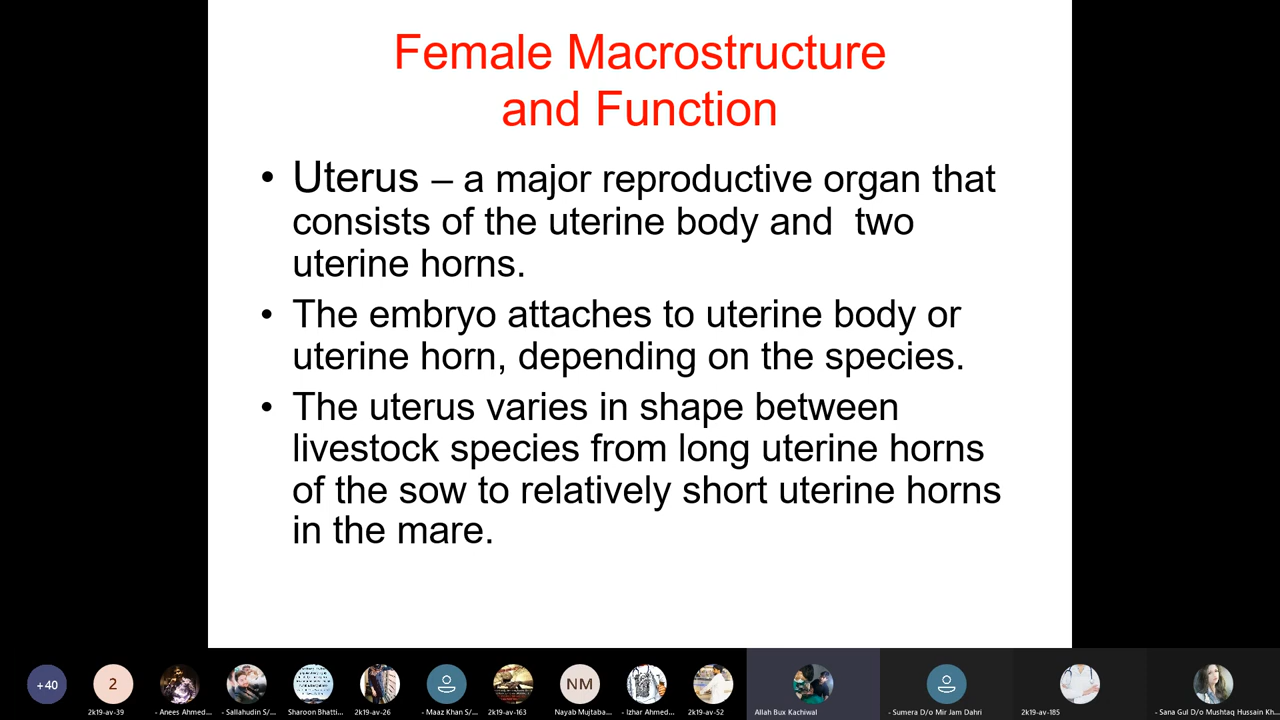 Female Macrostructure
and Function
• Uterus – a major reproductive organ that
consists of the uterine body and two
uterine horns.
• The embryo attaches to uterine body or
uterine horn, depending on the species.
• The uterus varies in shape between
livestock species from long uterine horns
of the sow to relatively short uterine horns
in the mare.
+40
2
NM
2k19-av-39
- Anees Ahmed...
- Sallahudin S/...
Sharoon Bhatti...
2k19-av-26
- Maaz Khan S/...
2k19-av-163
Nayab Mujtaba...
- Izhar Ahmed...
2k19-av-52
Allah Bux Kachiwal
- Sumera D/o Mir Jam Dahri
2k19-av-185
- Sana Gul D/o Mushtaq Hussain Kh...